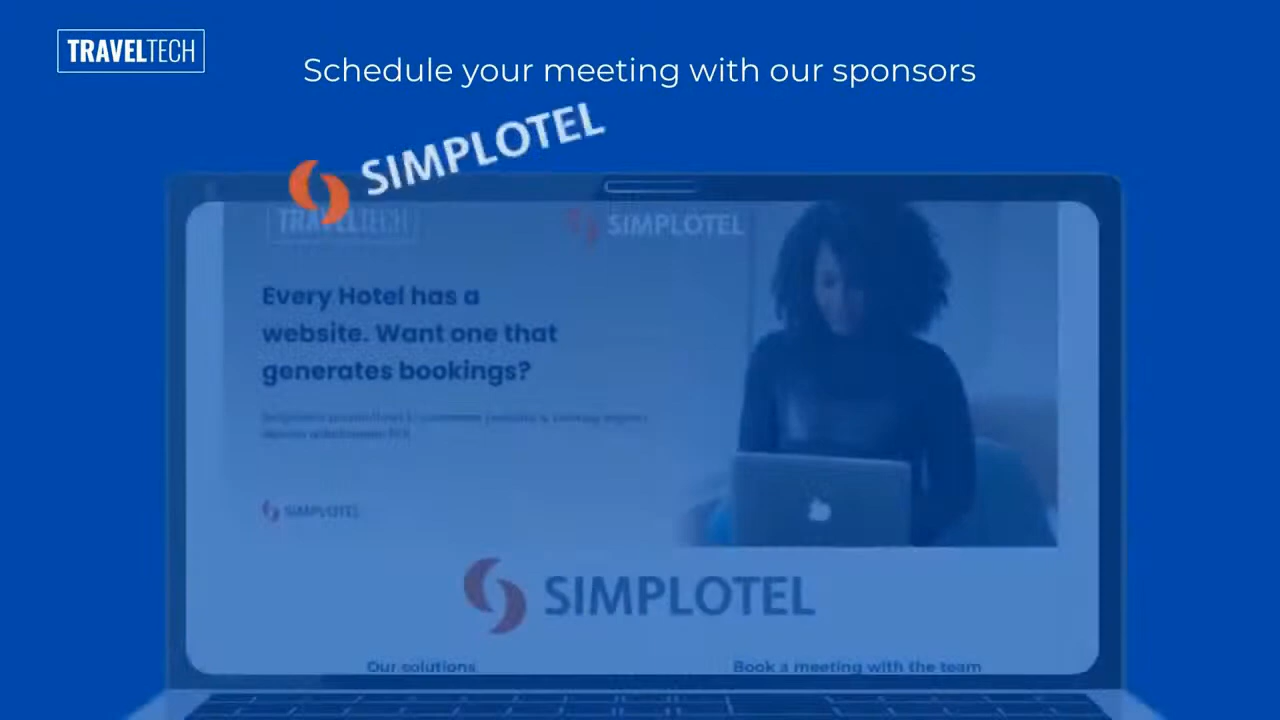 TRAVELTECH
Schedule your meeting with our sponsors
SIMPLOTEL
TRAVELTECH
SIMPLOTEL
Every Hotel has a
website. Want one that
generates bookings?
SIMPLOTEL
SIMPLOTEL
Our solutions
Book a meeting with the team